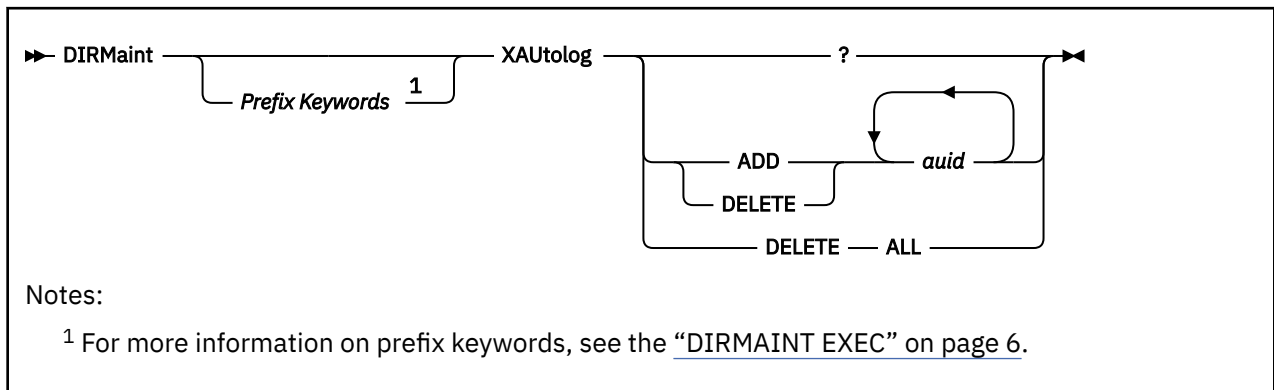 DIRMaint XAUtolog ?
Prefix Keywords 1
ADD auid
DELETE
DELETE ALL
Notes:
1 For more information on prefix keywords, see the “DIRMAINT EXEC” on page 6.